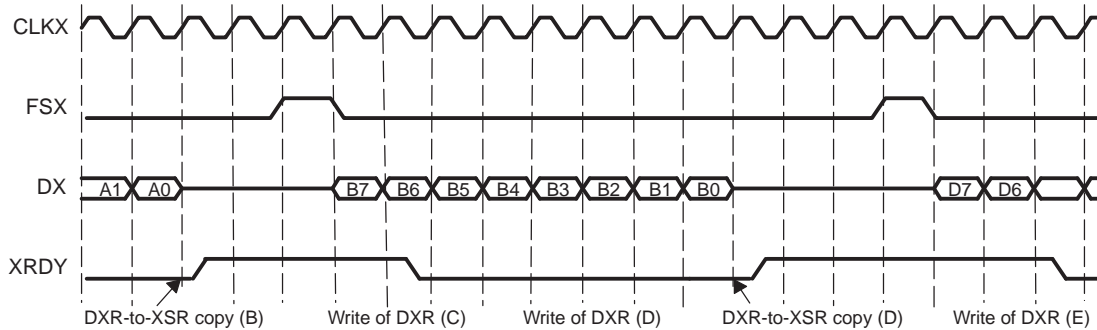 CLKX
FSX
DX A1 A0 B7 B6 B5 B4 B3 B2 B1 B0 D7 D6
XRDY
DXR-to-XSR copy (B) Write of DXR (C) Write of DXR (D) DXR-to-XSR copy (D) Write of DXR (E)